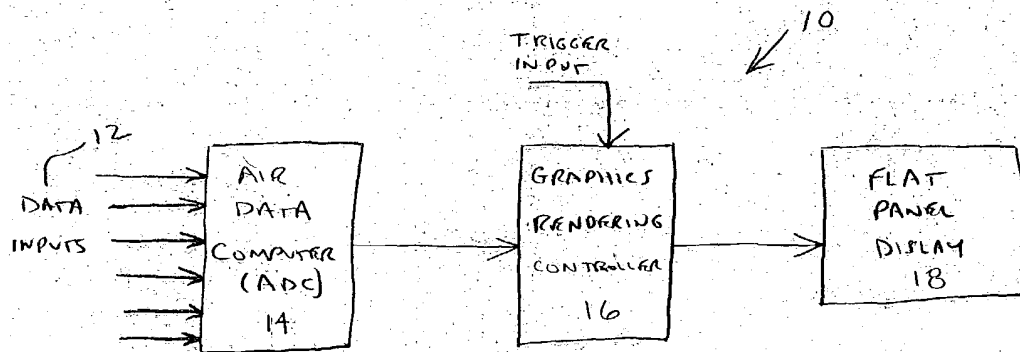 10
TRIGGER
INPUT
12
DATA
INPUTS
AIR
DATA
COMPUTER
(ADC)
14
GRAPHICS
RENDERING
CONTROLLER
16
FLAT
PANEL
DISLAY
18